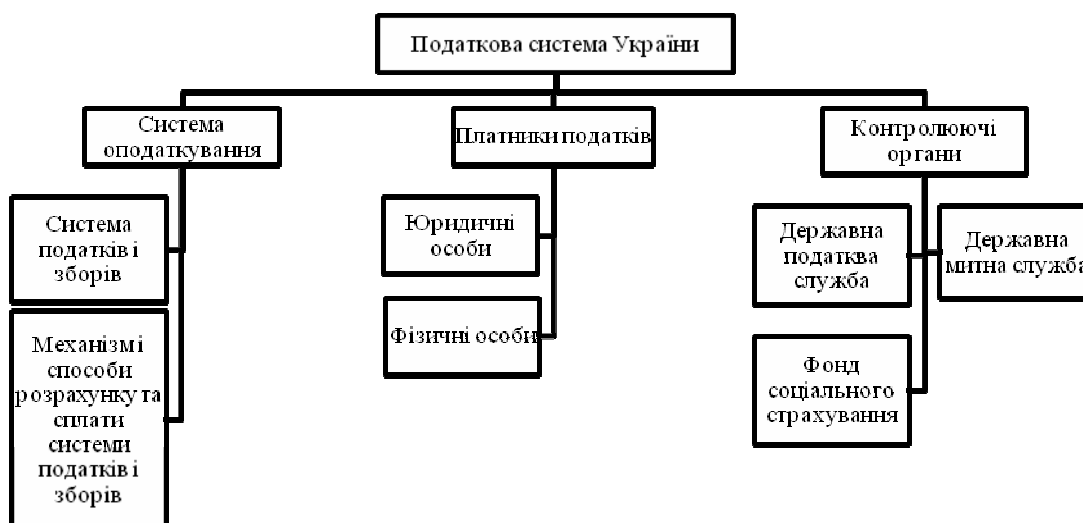 Податкова система України
Система
оподаткування
Платники податків
Контролюючі
органи
Система
податків і
зборів
Механізм і
способи
розрахунку та
сплати
системи
податків і
зборів
Юридичні
особи
Фізичні особи
Державна
податква
служба
Державна
митна служба
Фонд
соціального
страхування